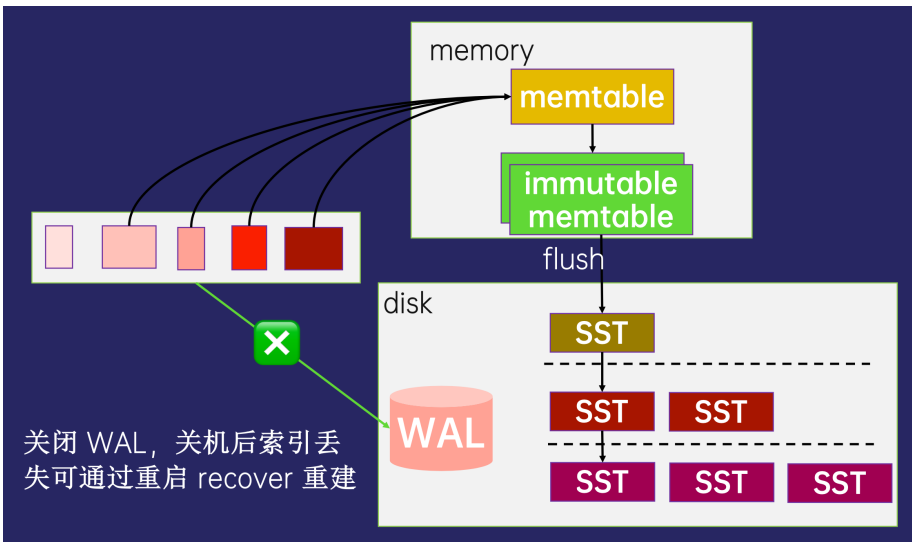 memory
memtable
immutable
memtable
flush
disk
SST
WAL
SST
SST
关闭 WAL，关机后索引丢
失可通过重启 recover 重建
SST
SST
SST